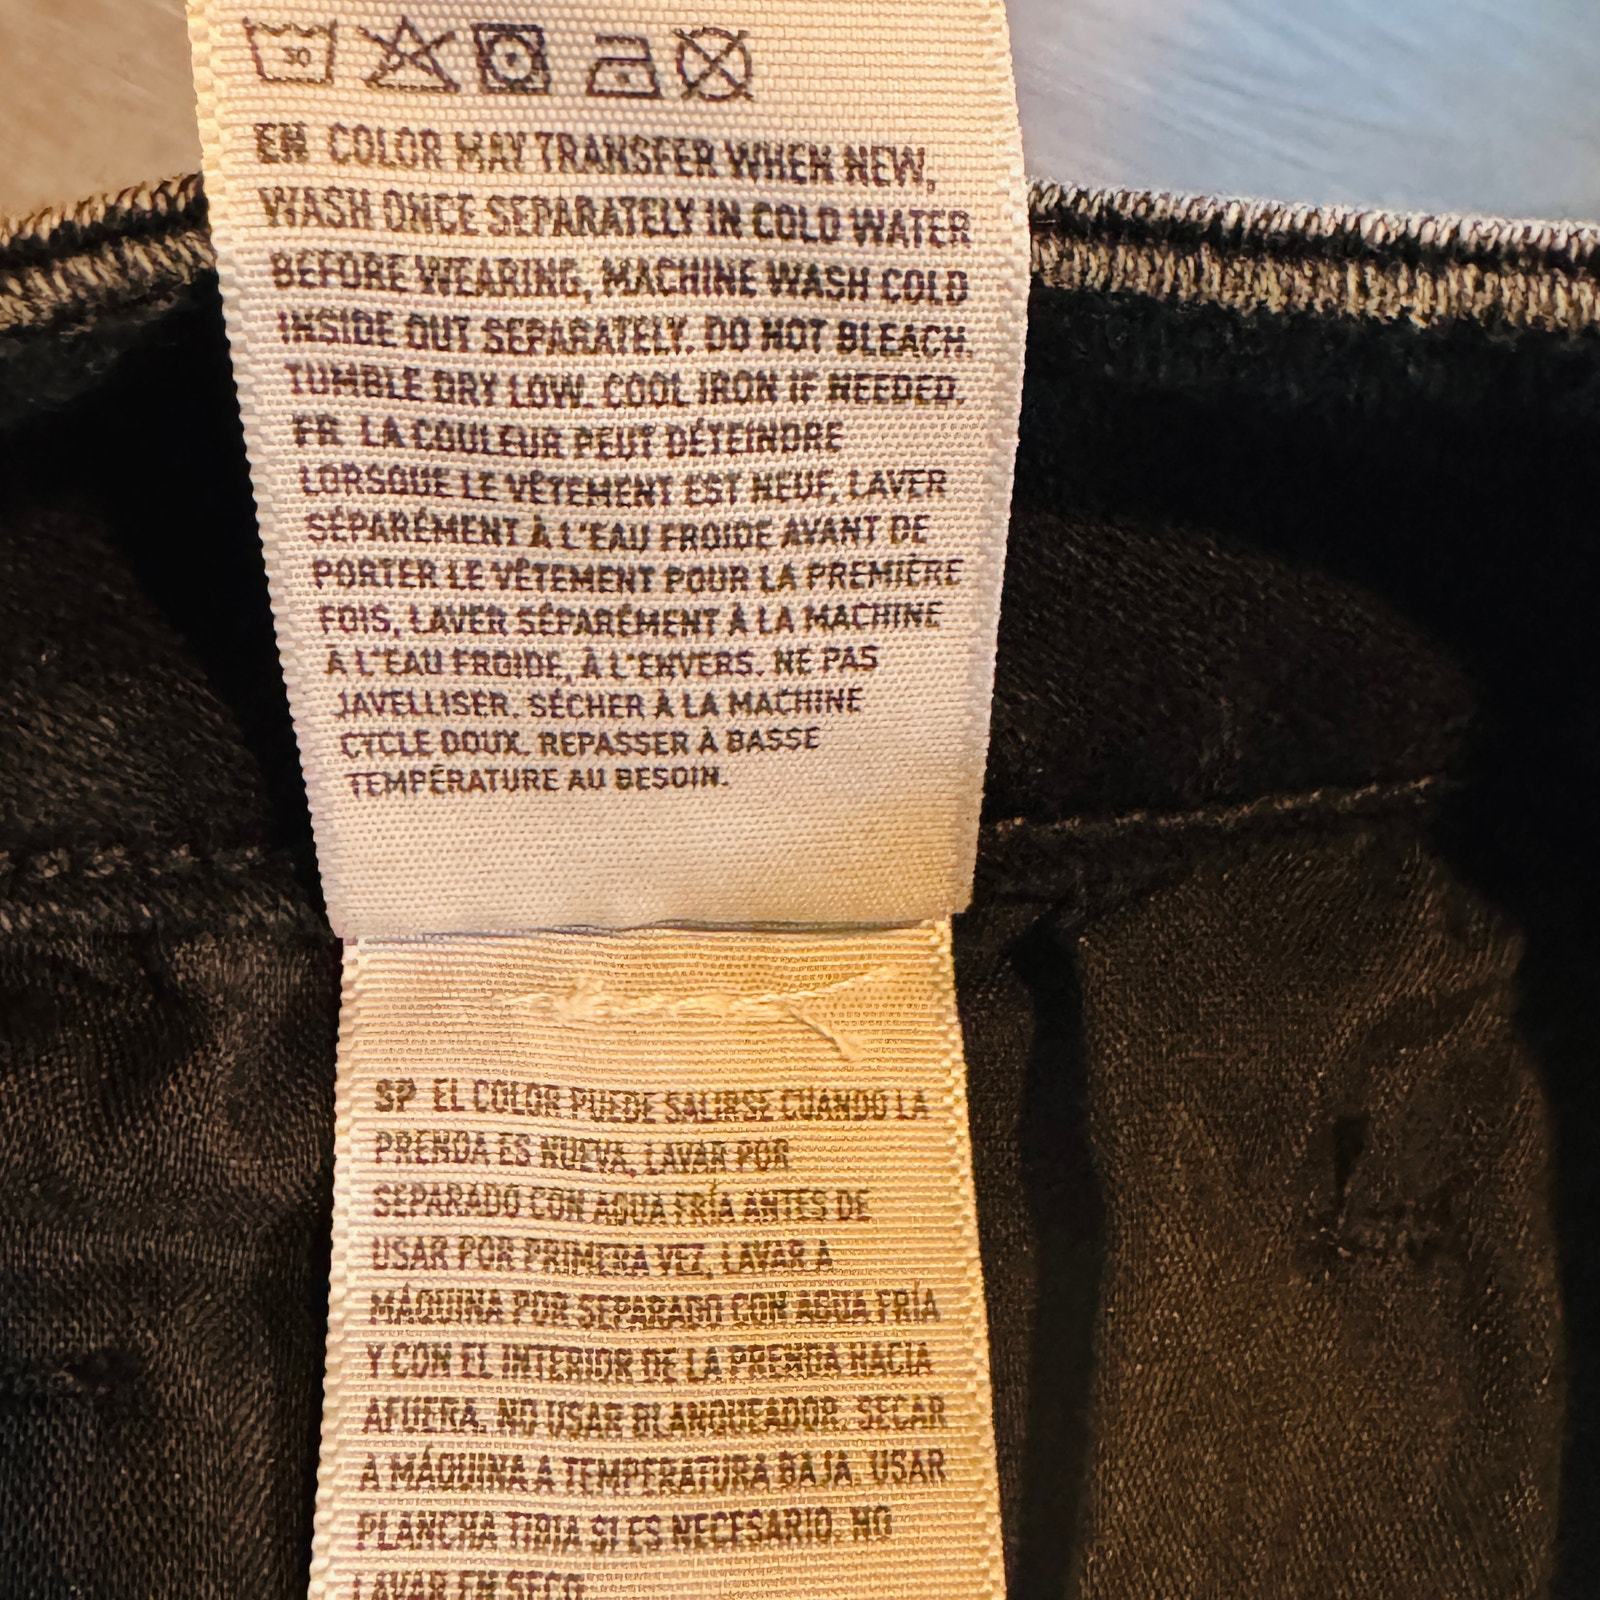 30
EN COLOR MAY TRANSFER WHEN NEW,
WASH ONCE SEPARATELY IN COLD WATER
BEFORE WEARING, MACHINE WASH COLD
INSIDE OUT SEPARATELY. DO NOT BLEACH.
TUMBLE DRY LOW. COOL IRON IF NEEDED.
FR LA COULEUR PEUT DÉTEINDRE
LORSQUE LE VÊTEMENT EST NEUF, LAVER
SÉPARÉMENT À L'EAU FROIDE AVANT DE
PORTER LE VÊTEMENT POUR LA PREMIÈRE
FOIS, LAVER SÉPARÉMENT À LA MACHINE
À L'EAU FROIDE, À L'ENVERS. NE PAS
JAVELLISER. SÉCHER À LA MACHINE
CYCLE DOUX. REPASSER À BASSE
TEMPÉRATURE AU BESOIN.
SP EL COLOR PUEDE SALIRSE CUANDO LA
PRENDA ES NUEVA, LAVAR POR
SEPARADO CON AGUA FRÍA ANTES DE
USAR POR PRIMERA VEZ, LAVAR A
MÁQUINA POR SEPARADO CON AGUA FRÍA
Y CON EL INTERIOR DE LA PRENDA HACIA
AFUERA. NO USAR BLANQUEADOR. SECAR
A MÁQUINA A TEMPERATURA BAJA. USAR
PLANCHA TIBIA SI ES NECESARIO. NO
LAVAR EN SECO